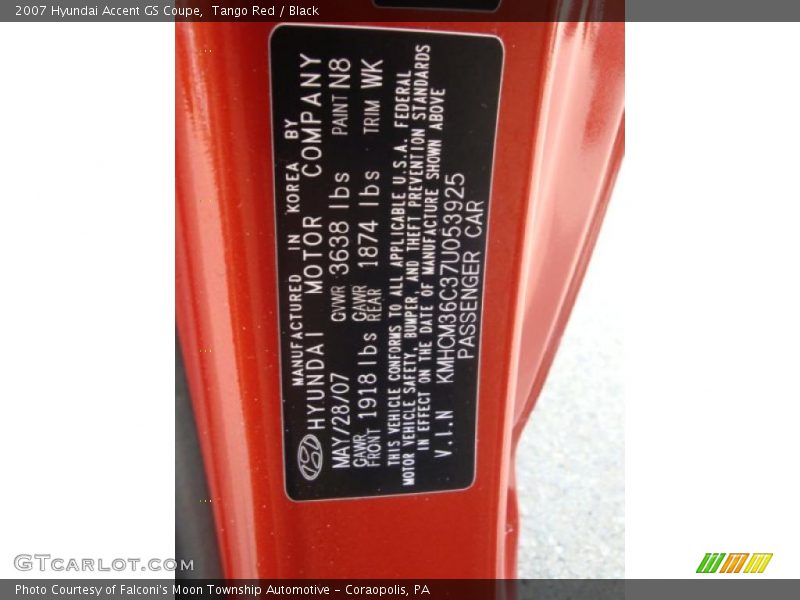 2007 Hyundai Accent GS Coupe,  Tango Red / Black
MANUFACTURED IN KOREA BY
HYUNDAI MOTOR COMPANY
MAY/28/07 GVWR 3638 lbs PAINT N8
GAWR FRONT 1918 lbs GAWR REAR 1874 lbs TRIM WK
THIS VEHICLE CONFORMS TO ALL APPLICABLE U.S.A. FEDERAL
MOTOR VEHICLE SAFETY, BUMPER, AND THEFT PREVENTION STANDARDS
IN EFFECT ON THE DATE OF MANUFACTURE SHOWN ABOVE
V.I.N KMHCM36C37U053925
PASSENGER CAR
GTCARLOT.COM
Photo Courtesy of Falconi's Moon Township Automotive – Coraopolis, PA